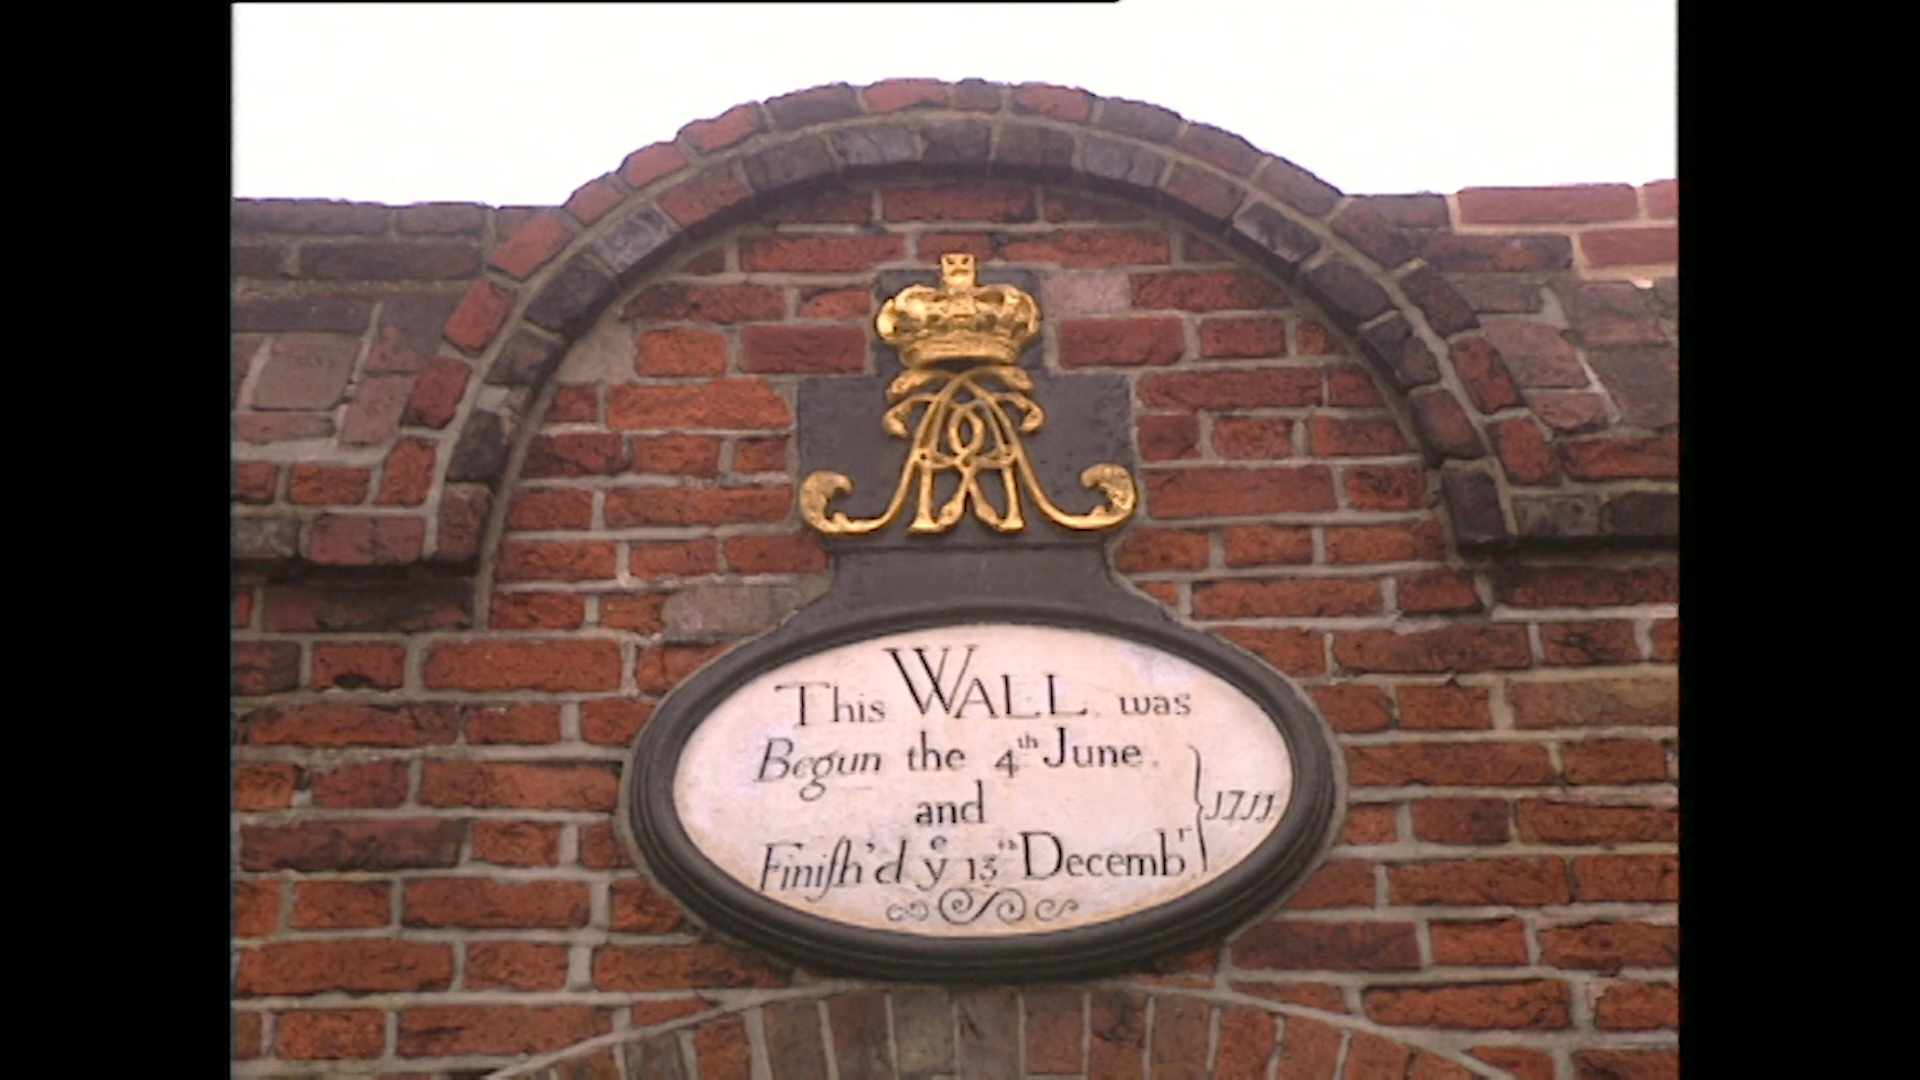 This WALL was
Begun the 4th June
and
Finiſh'd ye 13th Decembr
1711